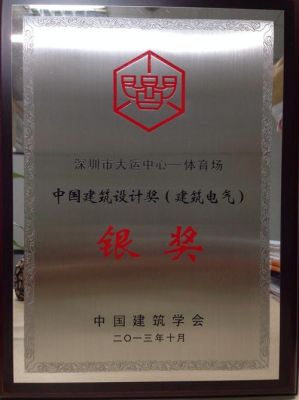 深圳市大运中心—体育场
中国建筑设计奖（建筑电气）
银奖
中国建筑学会
二〇一三年十月